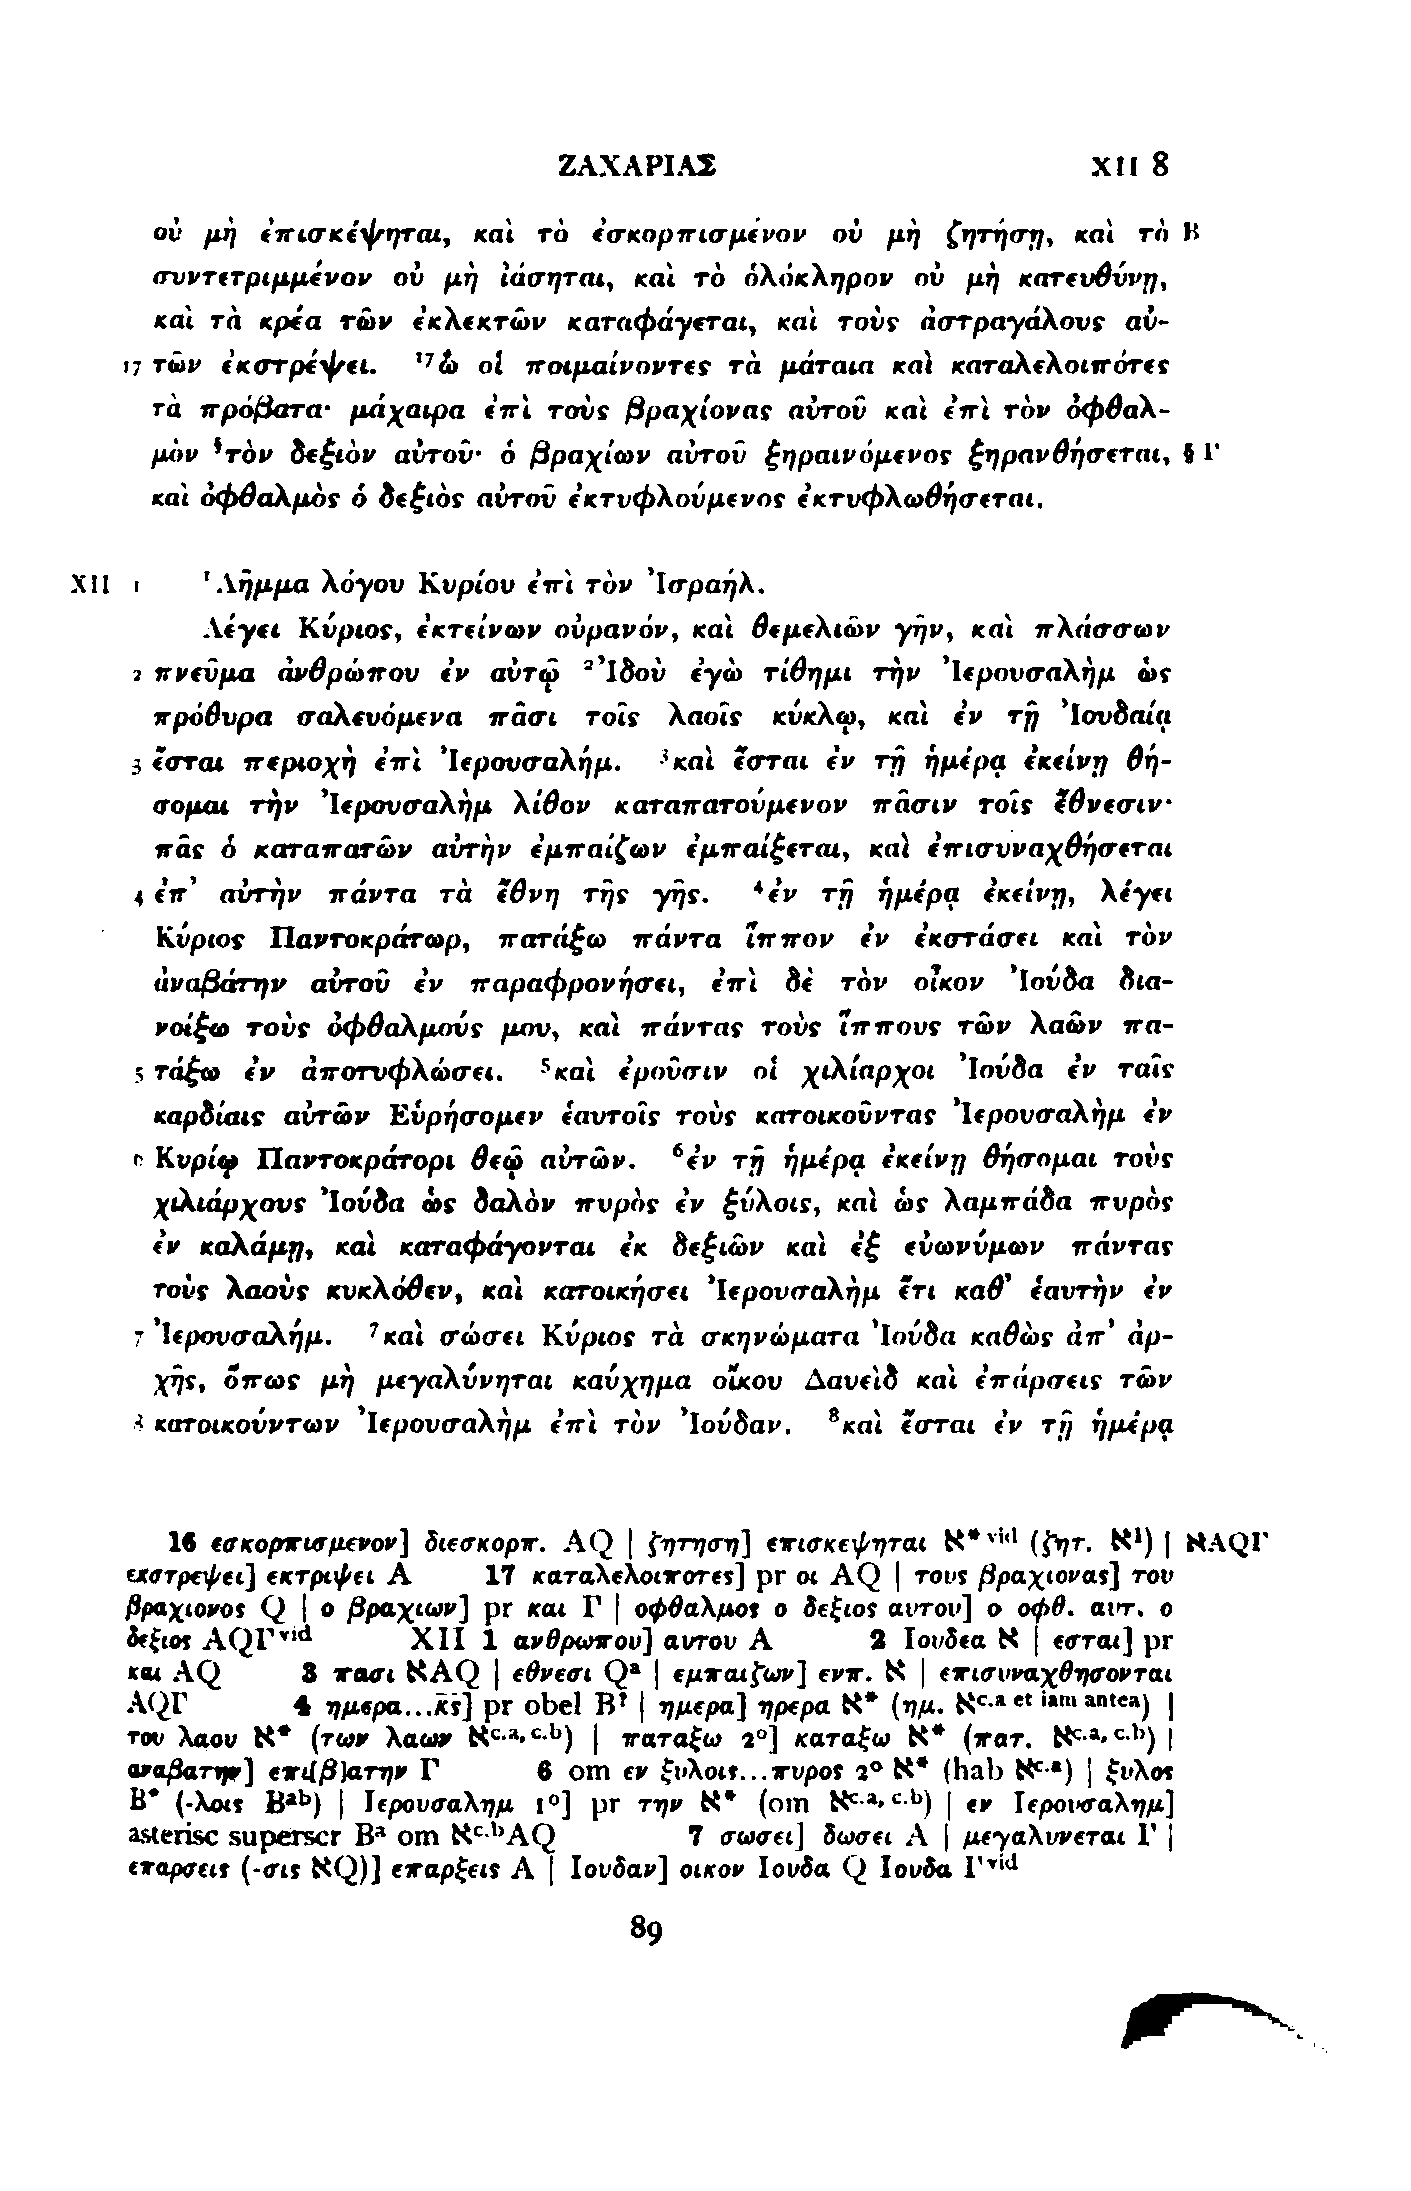 ΖΑΧΑΡΙΑΣ XII 8
οὐ μὴ ἐπισκέψηται, καὶ τὸ ἐσκορπισμένον οὐ μὴ ζητήσῃ, καὶ τὸ B
συντετριμμένον οὐ μὴ ἰάσηται, καὶ τὸ ὁλόκληρον οὐ μὴ κατευθύνῃ,
καὶ τὰ κρέα τῶν ἐκλεκτῶν καταφάγεται, καὶ τοὺς ἀστραγάλους αὐ-
17 τῶν ἐκστρέψει. ¹⁷ὦ οἱ ποιμαίνοντες τὰ μάταια καὶ καταλελοιπότες
τὰ πρόβατα· μάχαιρα ἐπὶ τοὺς βραχίονας αὐτοῦ καὶ ἐπὶ τὸν ὀφθαλ-
μὸν §τὸν δεξιὸν αὐτοῦ· ὁ βραχίων αὐτοῦ ξηραινόμενος ξηρανθήσεται, § Γ
καὶ ὀφθαλμὸς ὁ δεξιὸς αὐτοῦ ἐκτυφλούμενος ἐκτυφλωθήσεται.
XII 1 ¹Λῆμμα λόγου Κυρίου ἐπὶ τὸν Ἰσραήλ.
Λέγει Κύριος, ἐκτείνων οὐρανόν, καὶ θεμελιῶν γῆν, καὶ πλάσσων
2 πνεῦμα ἀνθρώπου ἐν αὐτῷ ²Ἰδοὺ ἐγὼ τίθημι τὴν Ἰερουσαλὴμ ὡς
πρόθυρα σαλευόμενα πᾶσι τοῖς λαοῖς κύκλῳ, καὶ ἐν τῇ Ἰουδαίᾳ
3 ἔσται περιοχὴ ἐπὶ Ἰερουσαλήμ. ³καὶ ἔσται ἐν τῇ ἡμέρᾳ ἐκείνῃ θή-
σομαι τὴν Ἰερουσαλὴμ λίθον καταπατούμενον πᾶσιν τοῖς ἔθνεσιν·
πᾶς ὁ καταπατῶν αὐτὴν ἐμπαίζων ἐμπαίξεται, καὶ ἐπισυναχθήσεται
4 ἐπ’ αὐτὴν πάντα τὰ ἔθνη τῆς γῆς. ⁴ἐν τῇ ἡμέρᾳ ἐκείνῃ, λέγει
Κύριος Παντοκράτωρ, πατάξω πάντα ἵππον ἐν ἐκστάσει καὶ τὸν
ἀναβάτην αὐτοῦ ἐν παραφρονήσει, ἐπὶ δὲ τὸν οἶκον Ἰούδα δια-
νοίξω τοὺς ὀφθαλμούς μου, καὶ πάντας τοὺς ἵππους τῶν λαῶν πα-
5 τάξω ἐν ἀποτυφλώσει. ⁵καὶ ἐροῦσιν οἱ χιλίαρχοι Ἰούδα ἐν ταῖς
καρδίαις αὐτῶν Εὑρήσομεν ἑαυτοῖς τοὺς κατοικοῦντας Ἰερουσαλὴμ ἐν
6 Κυρίῳ Παντοκράτορι θεῷ αὐτῶν. ⁶ἐν τῇ ἡμέρᾳ ἐκείνῃ θήσομαι τοὺς
χιλιάρχους Ἰούδα ὡς δαλὸν πυρὸς ἐν ξύλοις, καὶ ὡς λαμπάδα πυρὸς
ἐν καλάμῃ, καὶ καταφάγονται ἐκ δεξιῶν καὶ ἐξ εὐωνύμων πάντας
τοὺς λαοὺς κυκλόθεν, καὶ κατοικήσει Ἰερουσαλὴμ ἔτι καθ’ ἑαυτὴν ἐν
7 Ἰερουσαλήμ. ⁷καὶ σώσει Κύριος τὰ σκηνώματα Ἰούδα καθὼς ἀπ’ ἀρ-
χῆς, ὅπως μὴ μεγαλύνηται καύχημα οἴκου Δαυεὶδ καὶ ἐπάρσεις τῶν
8 κατοικούντων Ἰερουσαλὴμ ἐπὶ τὸν Ἰούδαν. ⁸καὶ ἔσται ἐν τῇ ἡμέρᾳ
16 εσκορπισμενον] διεσκορπ. AQ | ζητηση] επισκεψηται ℵ* vid (ζητ. ℵ¹) | ℵAQΓ
εκστρεψει] εκτριψει A 17 καταλελοιποτες] pr οι AQ | τους βραχιονας] του
βραχιονος Q | ο βραχιων] pr και Γ | οφθαλμος ο δεξιος αυτου] ο οφθ. αυτ. ο
δεξιος AQΓ vid XII 1 ανθρωπου] αυτου A 2 Ιουδεα ℵ | εσται] pr
και AQ 3 πασι ℵAQ | εθνεσι Qª | εμπαιζων] ενπ. ℵ | επισυναχθησονται
AQΓ 4 ημερα...κ̅ς̅] pr obel B? | ημερα] ηρερα ℵ* (ημ. ℵc.a et iam antea) |
του λαου ℵ* (των λαων ℵc.a, c.b) | παταξω 2°] καταξω ℵ* (πατ. ℵc.a, c.b) |
αναβατην] επι[β]ατην Γ 6 om εν ξυλοις...πυρος 2° ℵ* (hab ℵc.a) | ξυλος
B* (-λοις Bab) | Ιερουσαλημ 1°] pr την ℵ* (om ℵc.a, c.b) | εν Ιερουσαλημ]
asterisc superscr Bª om ℵc.bAQ 7 σωσει] δωσει A | μεγαλυνεται Γ |
επαρσεις (-σις ℵQ)] επαρξεις A | Ιουδαν] οικον Ιουδα Q Ιουδα Γ vid
89